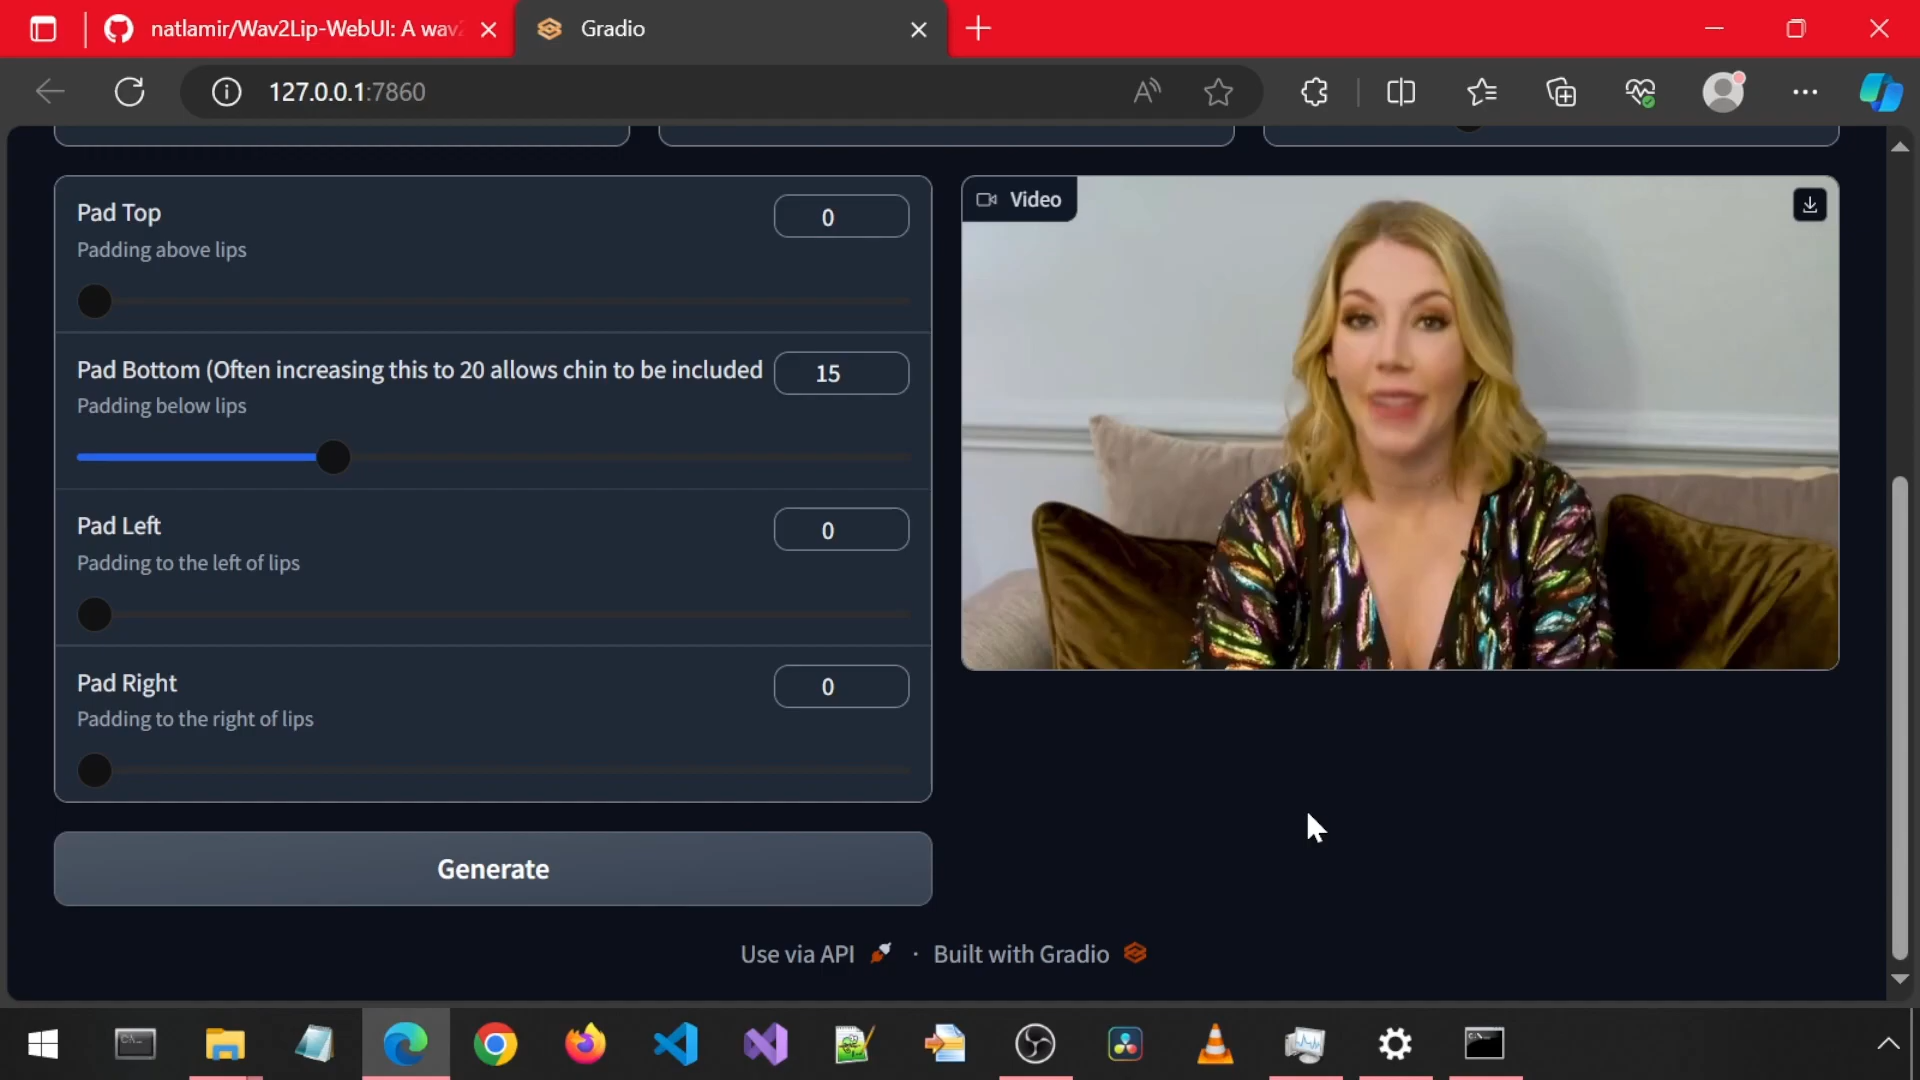 natlamir/Wav2Lip-WebUI: A wav2
Gradio
127.0.0.1:7860
Pad Top
0
Padding above lips
Pad Bottom (Often increasing this to 20 allows chin to be included
15
Padding below lips
Pad Left
0
Padding to the left of lips
Pad Right
0
Padding to the right of lips
Video
Generate
Use via API · Built with Gradio